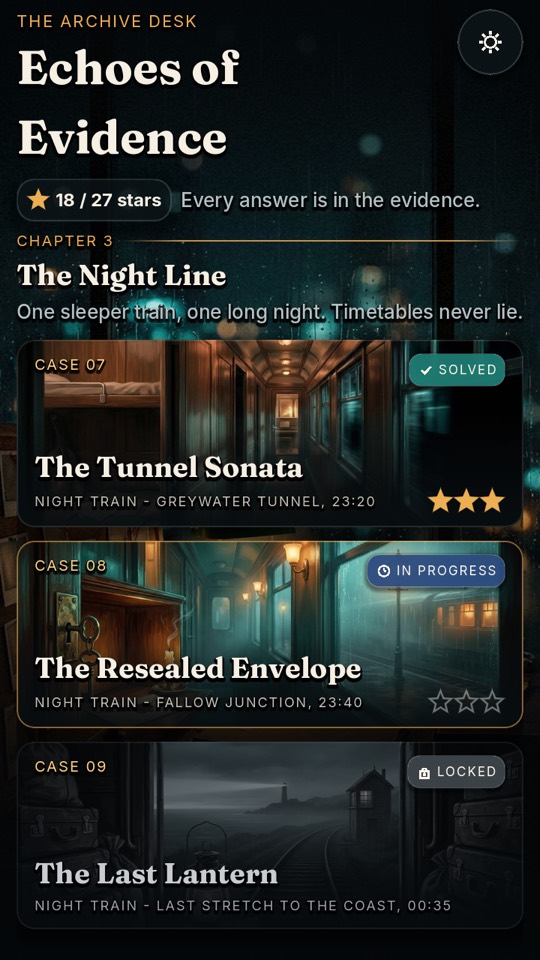 THE ARCHIVE DESK
Echoes of
Evidence
18 / 27 stars
Every answer is in the evidence.
CHAPTER 3
The Night Line
One sleeper train, one long night. Timetables never lie.
CASE 07
SOLVED
The Tunnel Sonata
NIGHT TRAIN - GREYWATER TUNNEL, 23:20
CASE 08
IN PROGRESS
The Resealed Envelope
NIGHT TRAIN - FALLOW JUNCTION, 23:40
CASE 09
LOCKED
The Last Lantern
NIGHT TRAIN - LAST STRETCH TO THE COAST, 00:35